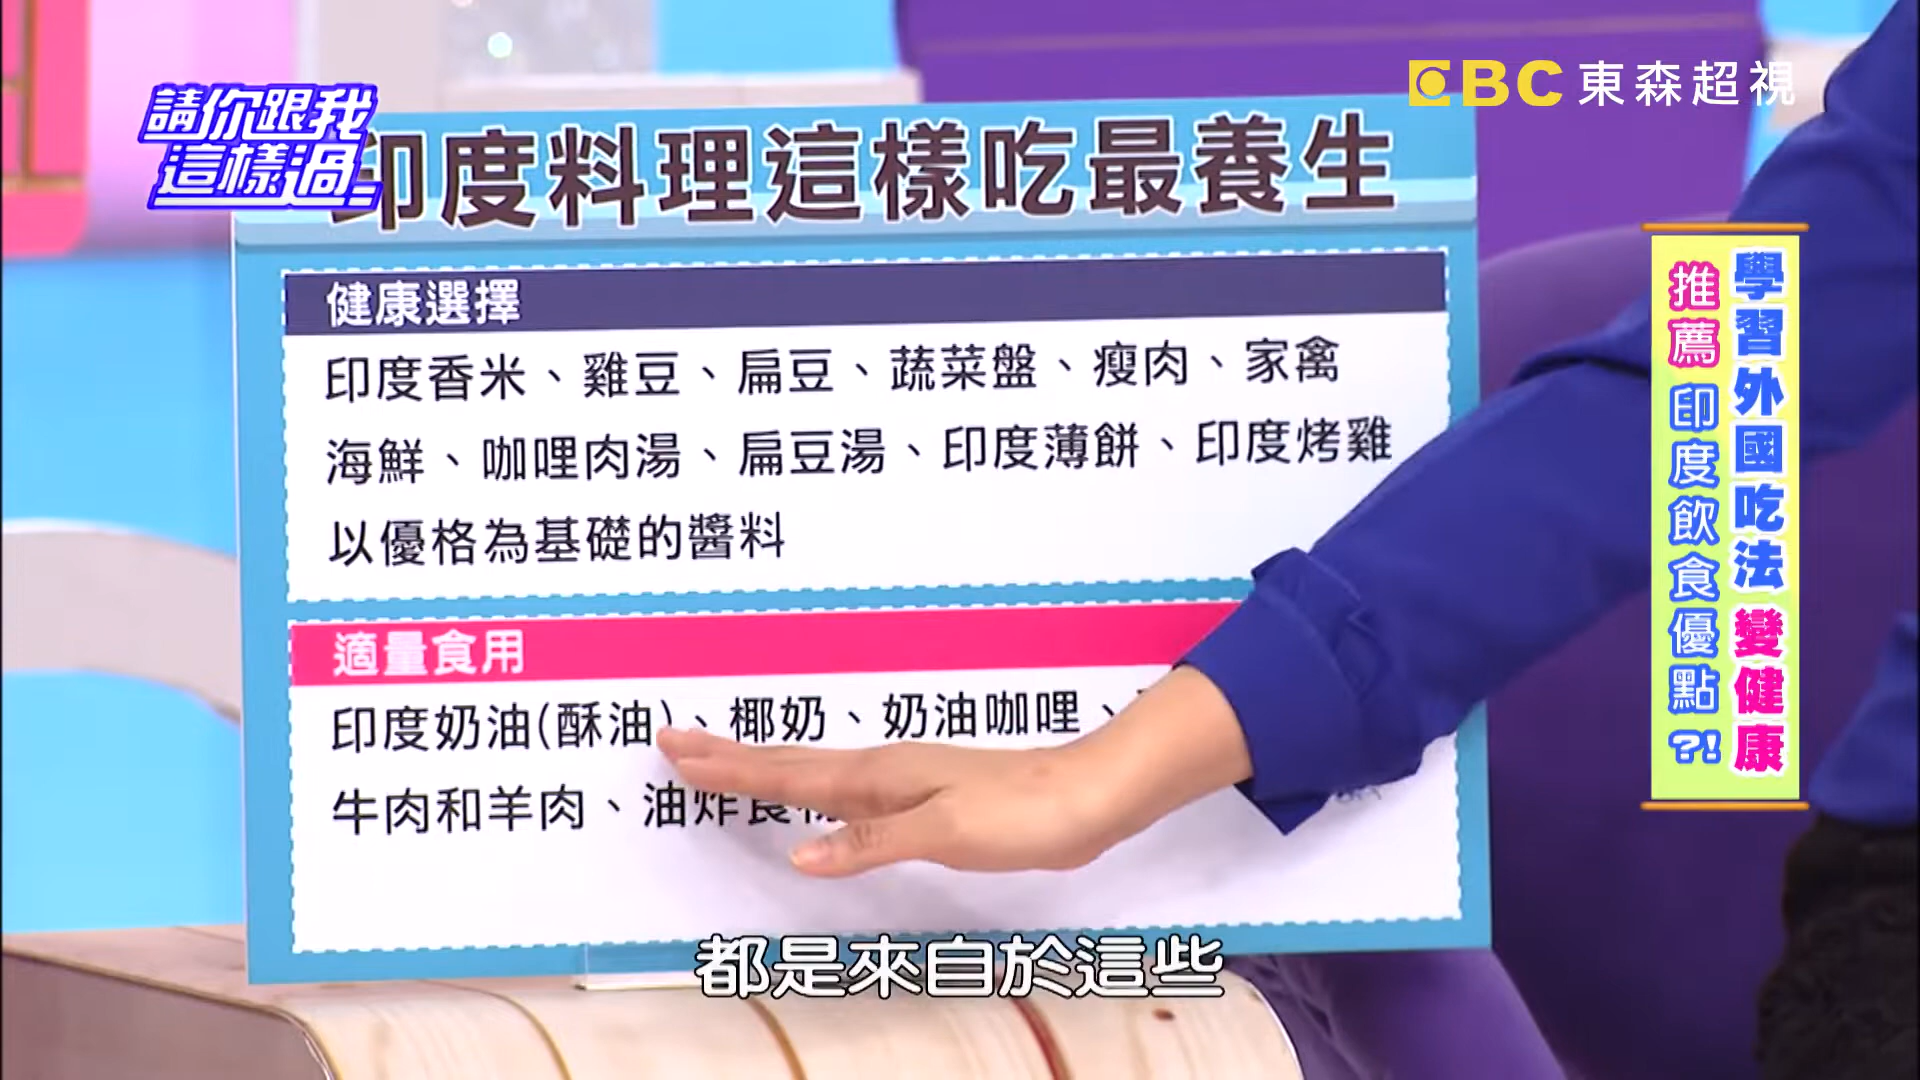 請你跟我
這樣過
EBC 東森超視
印度料理這樣吃最養生
健康選擇
印度香米、雞豆、扁豆、蔬菜盤、瘦肉、家禽
海鮮、咖哩肉湯、扁豆湯、印度薄餅、印度烤雞
以優格為基礎的醬料
適量食用
印度奶油(酥油)、椰奶、奶油咖哩、
牛肉和羊肉、油炸食物
學習外國吃法 變健康
推薦 印度飲食優點?!
都是來自於這些